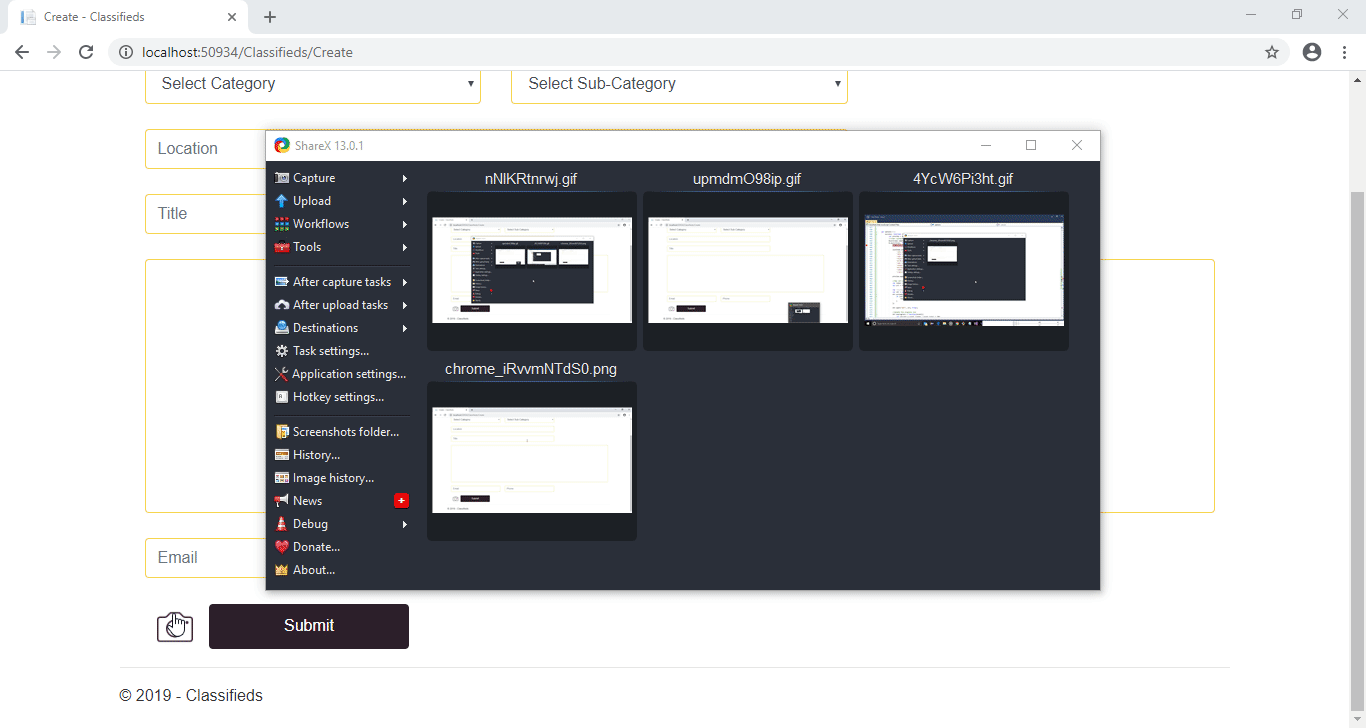 Create - Classifieds
localhost:50934/Classifieds/Create
Select Category
Select Sub-Category
Location
Title
ShareX 13.0.1
Capture
Upload
Workflows
Tools
After capture tasks
After upload tasks
Destinations
Task settings...
Application settings...
Hotkey settings...
Screenshots folder...
History...
Image history...
News
Debug
Donate...
About...
nNlKRtnrwj.gif
upmdmO98ip.gif
4YcW6Pi3ht.gif
chrome_iRvvmNTdS0.png
Email
Submit
© 2019 - Classifieds